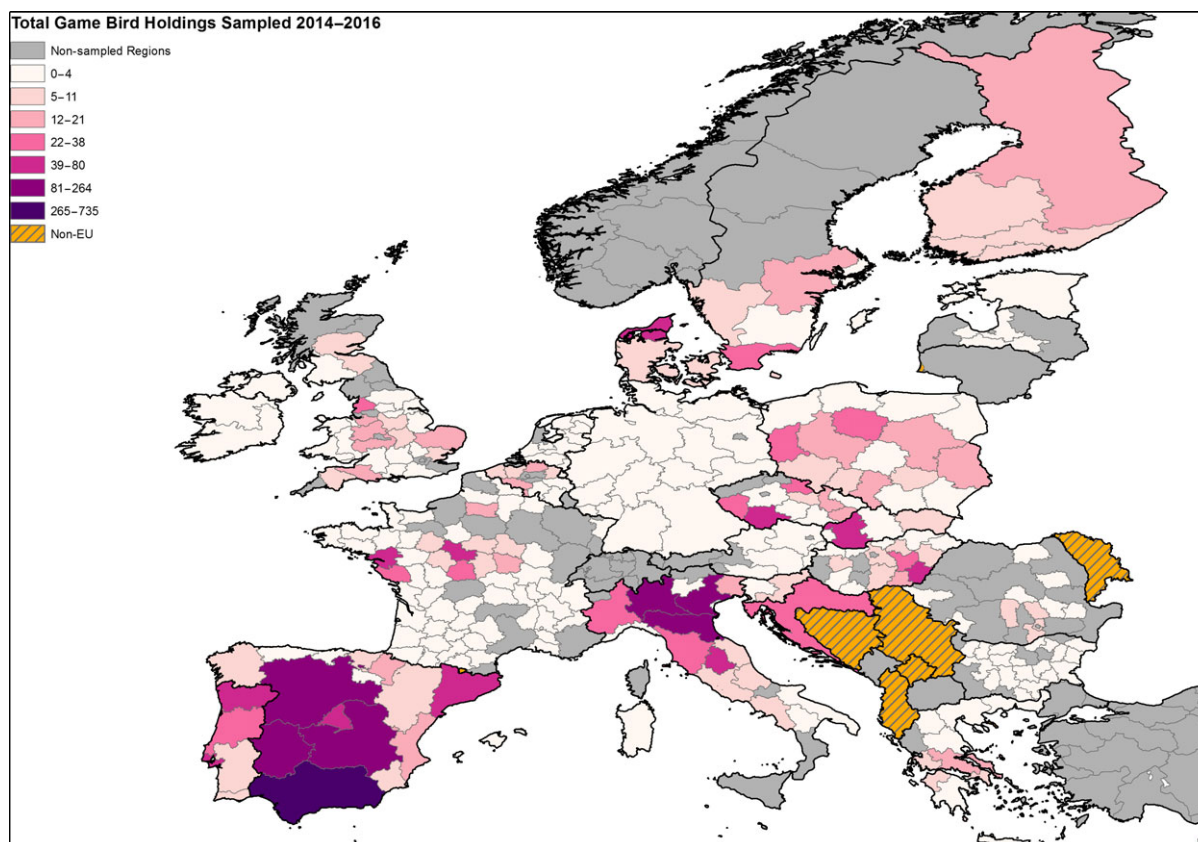 Total Game Bird Holdings Sampled 2014–2016
Non-sampled Regions
0–4
5–11
12–21
22–38
39–80
81–264
265–735
Non-EU